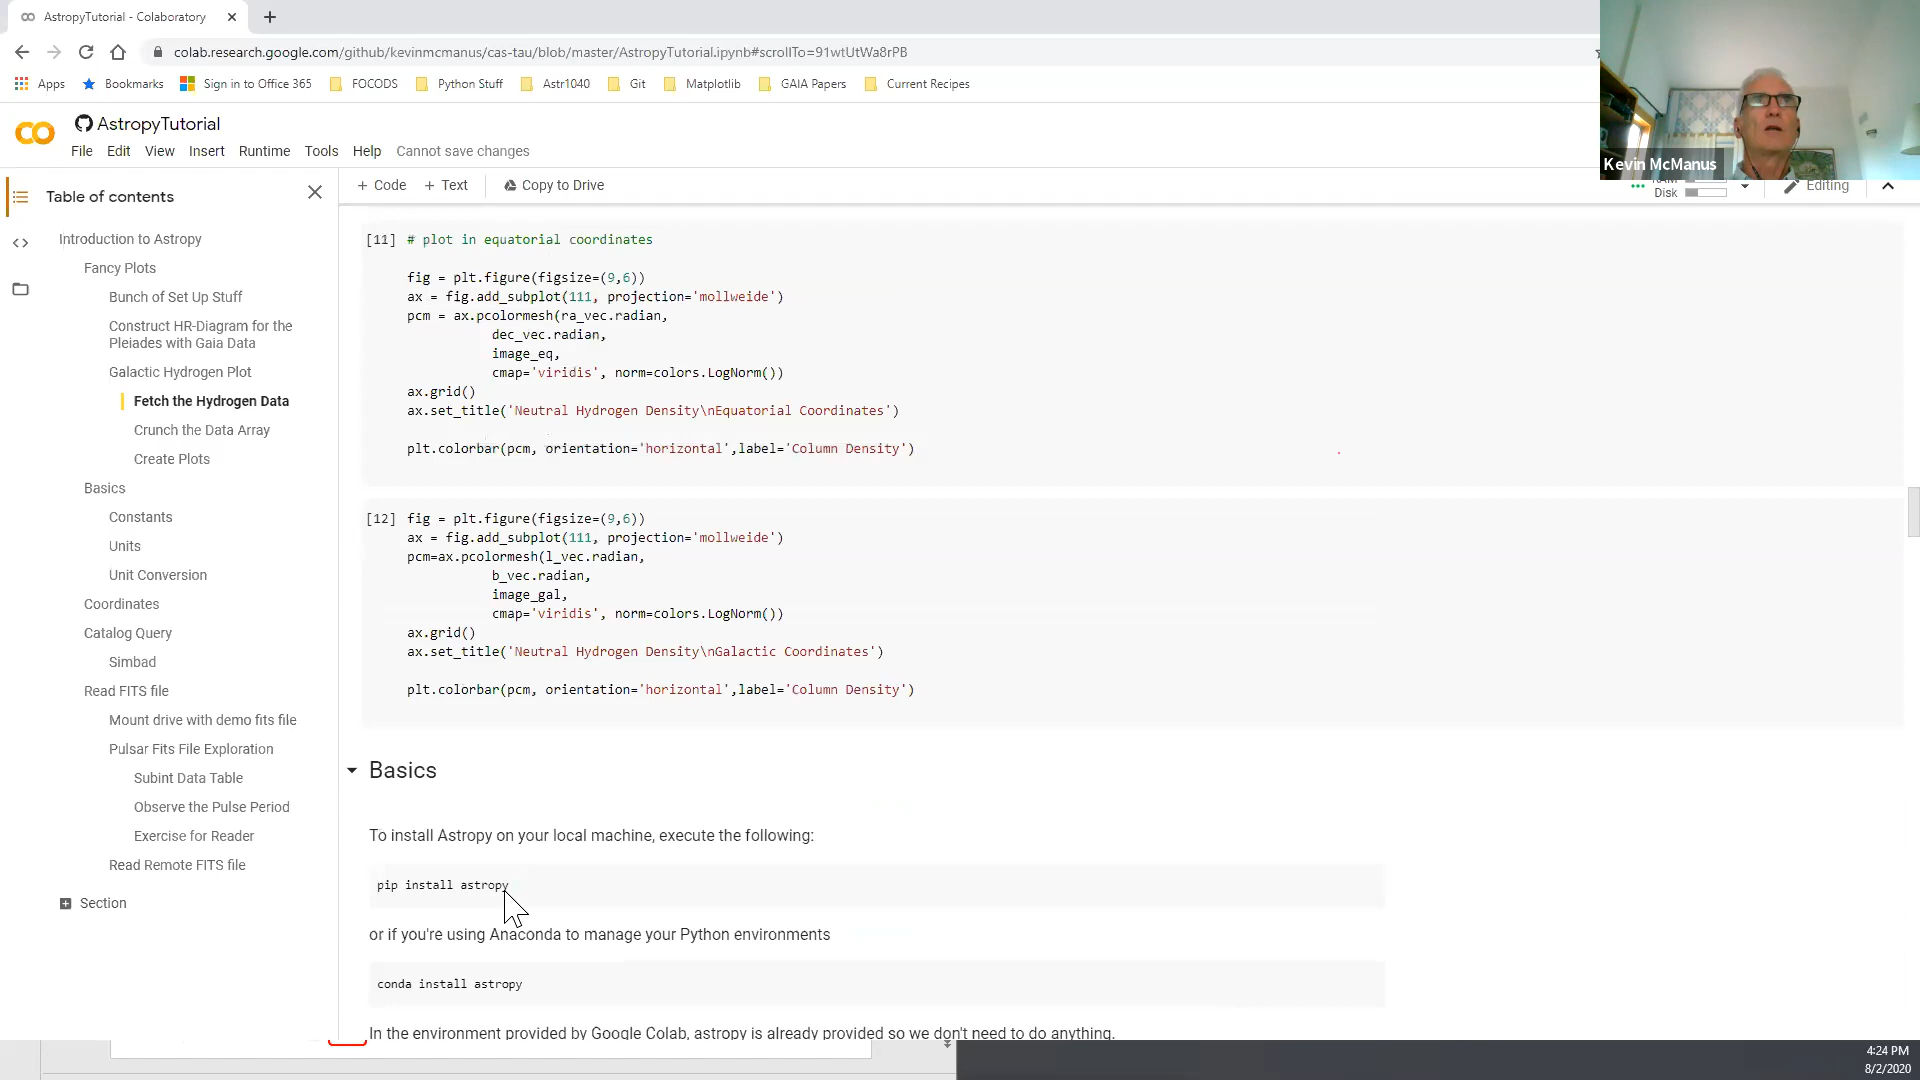 AstropyTutorial - Colaboratory
colab.research.google.com/github/kevinmcmanus/cas-tau/blob/master/AstropyTutorial.ipynb#scrollTo=91wtUtWa8rPB
Apps Bookmarks Sign in to Office 365 FOCODS Python Stuff Astr1040 Git Matplotlib GAIA Papers Current Recipes
Kevin McManus
AstropyTutorial
File Edit View Insert Runtime Tools Help Cannot save changes
+ Code + Text Copy to Drive
Disk
Editing
Table of contents
Introduction to Astropy
Fancy Plots
Bunch of Set Up Stuff
Construct HR-Diagram for the
Pleiades with Gaia Data
Galactic Hydrogen Plot
Fetch the Hydrogen Data
Crunch the Data Array
Create Plots
Basics
Constants
Units
Unit Conversion
Coordinates
Catalog Query
Simbad
Read FITS file
Mount drive with demo fits file
Pulsar Fits File Exploration
Subint Data Table
Observe the Pulse Period
Exercise for Reader
Read Remote FITS file
Section
[11] # plot in equatorial coordinates
fig = plt.figure(figsize=(9,6))
ax = fig.add_subplot(111, projection='mollweide')
pcm = ax.pcolormesh(ra_vec.radian,
dec_vec.radian,
image_eq,
cmap='viridis', norm=colors.LogNorm())
ax.grid()
ax.set_title('Neutral Hydrogen Density\nEquatorial Coordinates')
plt.colorbar(pcm, orientation='horizontal',label='Column Density')
[12] fig = plt.figure(figsize=(9,6))
ax = fig.add_subplot(111, projection='mollweide')
pcm=ax.pcolormesh(l_vec.radian,
b_vec.radian,
image_gal,
cmap='viridis', norm=colors.LogNorm())
ax.grid()
ax.set_title('Neutral Hydrogen Density\nGalactic Coordinates')
plt.colorbar(pcm, orientation='horizontal',label='Column Density')
Basics
To install Astropy on your local machine, execute the following:
pip install astropy
or if you're using Anaconda to manage your Python environments
conda install astropy
In the environment provided by Google Colab, astropy is already provided so we don't need to do anything.
4:24 PM
8/2/2020